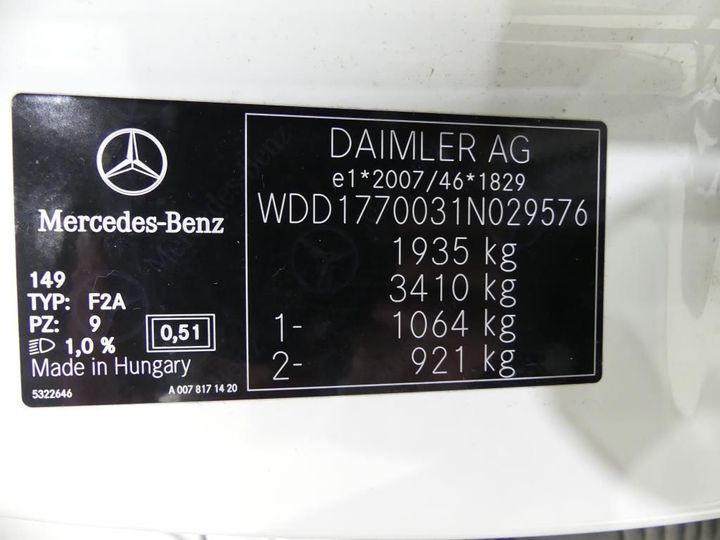 Mercedes-Benz
149
TYP: F2A
PZ: 9
1,0 %
0,51
Made in Hungary
5322646
A 007 817 14 20
DAIMLER AG
e1*2007/46*1829
WDD1770031N029576
1935 kg
3410 kg
1- 1064 kg
2- 921 kg